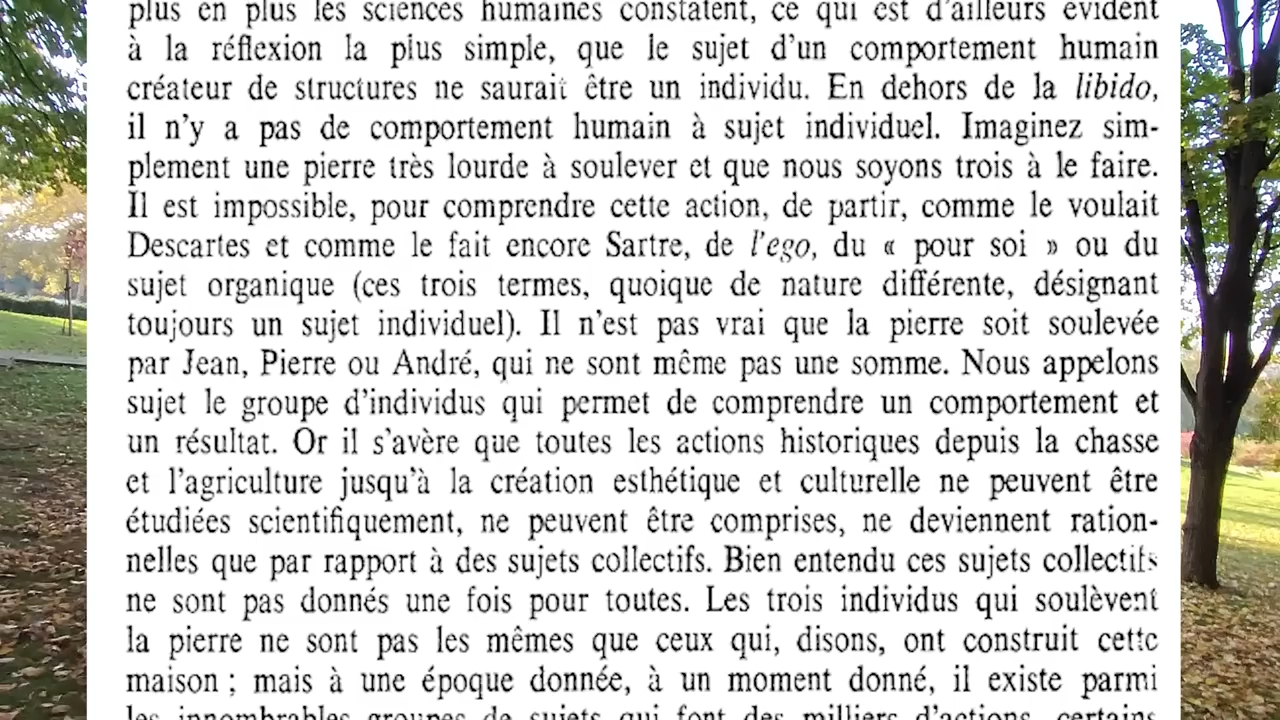 plus en plus les sciences humaines constatent, ce qui est d'ailleurs évident
à la réflexion la plus simple, que le sujet d'un comportement humain
créateur de structures ne saurait être un individu. En dehors de la libido,
il n'y a pas de comportement humain à sujet individuel. Imaginez sim-
plement une pierre très lourde à soulever et que nous soyons trois à le faire.
Il est impossible, pour comprendre cette action, de partir, comme le voulait
Descartes et comme le fait encore Sartre, de l'ego, du « pour soi » ou du
sujet organique (ces trois termes, quoique de nature différente, désignant
toujours un sujet individuel). Il n'est pas vrai que la pierre soit soulevée
par Jean, Pierre ou André, qui ne sont même pas une somme. Nous appelons
sujet le groupe d'individus qui permet de comprendre un comportement et
un résultat. Or il s'avère que toutes les actions historiques depuis la chasse
et l'agriculture jusqu'à la création esthétique et culturelle ne peuvent être
étudiées scientifiquement, ne peuvent être comprises, ne deviennent ration-
nelles que par rapport à des sujets collectifs. Bien entendu ces sujets collectifs
ne sont pas donnés une fois pour toutes. Les trois individus qui soulèvent
la pierre ne sont pas les mêmes que ceux qui, disons, ont construit cette
maison ; mais à une époque donnée, à un moment donné, il existe parmi
les innombrables groupes de sujets qui font des milliers d'actions, certains